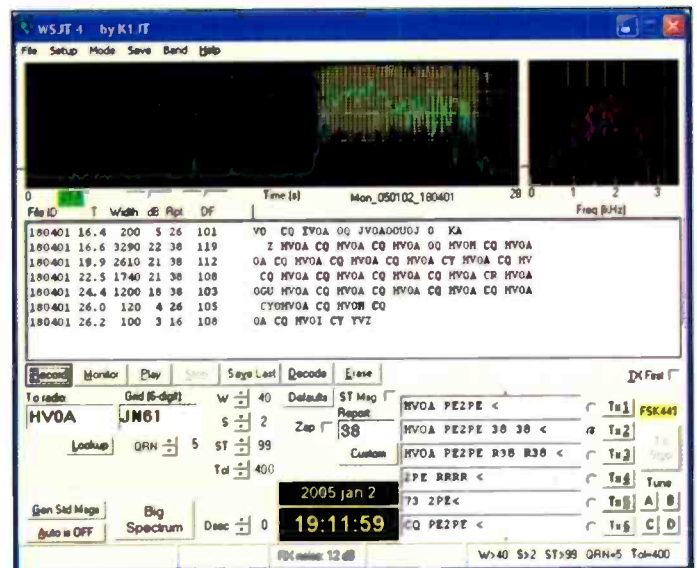 WSJT 4 by K1JT
File Setup Mode Save Band Help
0 Time (s) Mon_050102_180401 28 0 1 2 3
Freq (kHz)
File ID T Width dB Rpt DF
180401 16.4 200 5 26 101 VO CQ IVOA OQ JVOAOOUOJ O KA
180401 16.6 3290 22 38 119 Z HVOA CQ HVOA CQ HVOA OQ HVOM CQ HVOA
180401 19.9 2610 21 38 112 OA CQ HVOA CQ HVOA CQ HVOA CY HVOA CQ HV
180401 22.5 1740 21 38 108 CQ HVOA CQ HVOA CQ HVOA CQ HVOA CR HVOA
180401 24.4 1200 18 38 103 OGU HVOA CQ HVOA CQ HVOA CQ HVOA CQ HVOA
180401 26.0 120 4 26 105 CYOHVOA CQ HVOM CQ
180401 26.2 100 3 16 108 OA CQ HVOI CY YVZ
Record Monitor Play Stop Save Last Decode Erase TX First
To radio Grid (6-digit) W 40 Defaults ST Msg
HV0A JN61 S 2 Zap Report 38
Lookup QRN 5 ST 99 Custom
Tol 400
HVOA PE2PE < Tx1 FSK441
HVOA PE2PE 38 38 < Tx2
HVOA PE2PE R38 R38 < Tx3
2PE RRRR < Tx4 Tune
73 2PE< Tx5 A B
CQ PE2PE < Tx6 C D
Gen Std Msgs Big Spectrum Dsec 0 2005 jan 2
Auto is OFF 19:11:59
RX noise: 12 dB W>40 S>2 ST>99 QRN=5 Tol=400